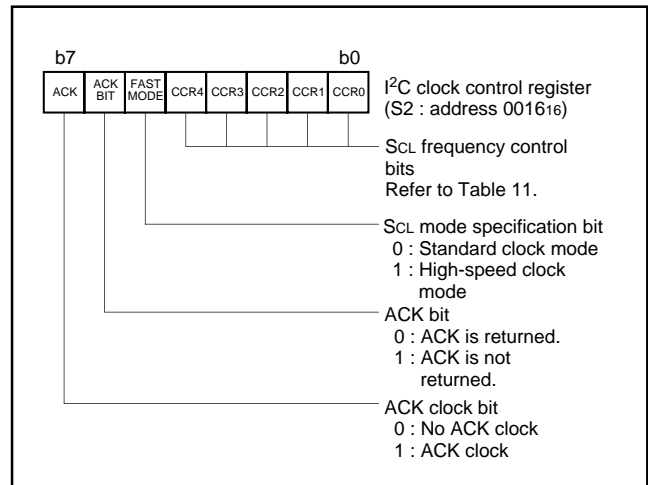 b7 b0
ACK ACK BIT FAST MODE CCR4 CCR3 CCR2 CCR1 CCR0
I²C clock control register
(S2 : address 0016₁₆)
SCL frequency control
bits
Refer to Table 11.
SCL mode specification bit
0 : Standard clock mode
1 : High-speed clock
mode
ACK bit
0 : ACK is returned.
1 : ACK is not
returned.
ACK clock bit
0 : No ACK clock
1 : ACK clock